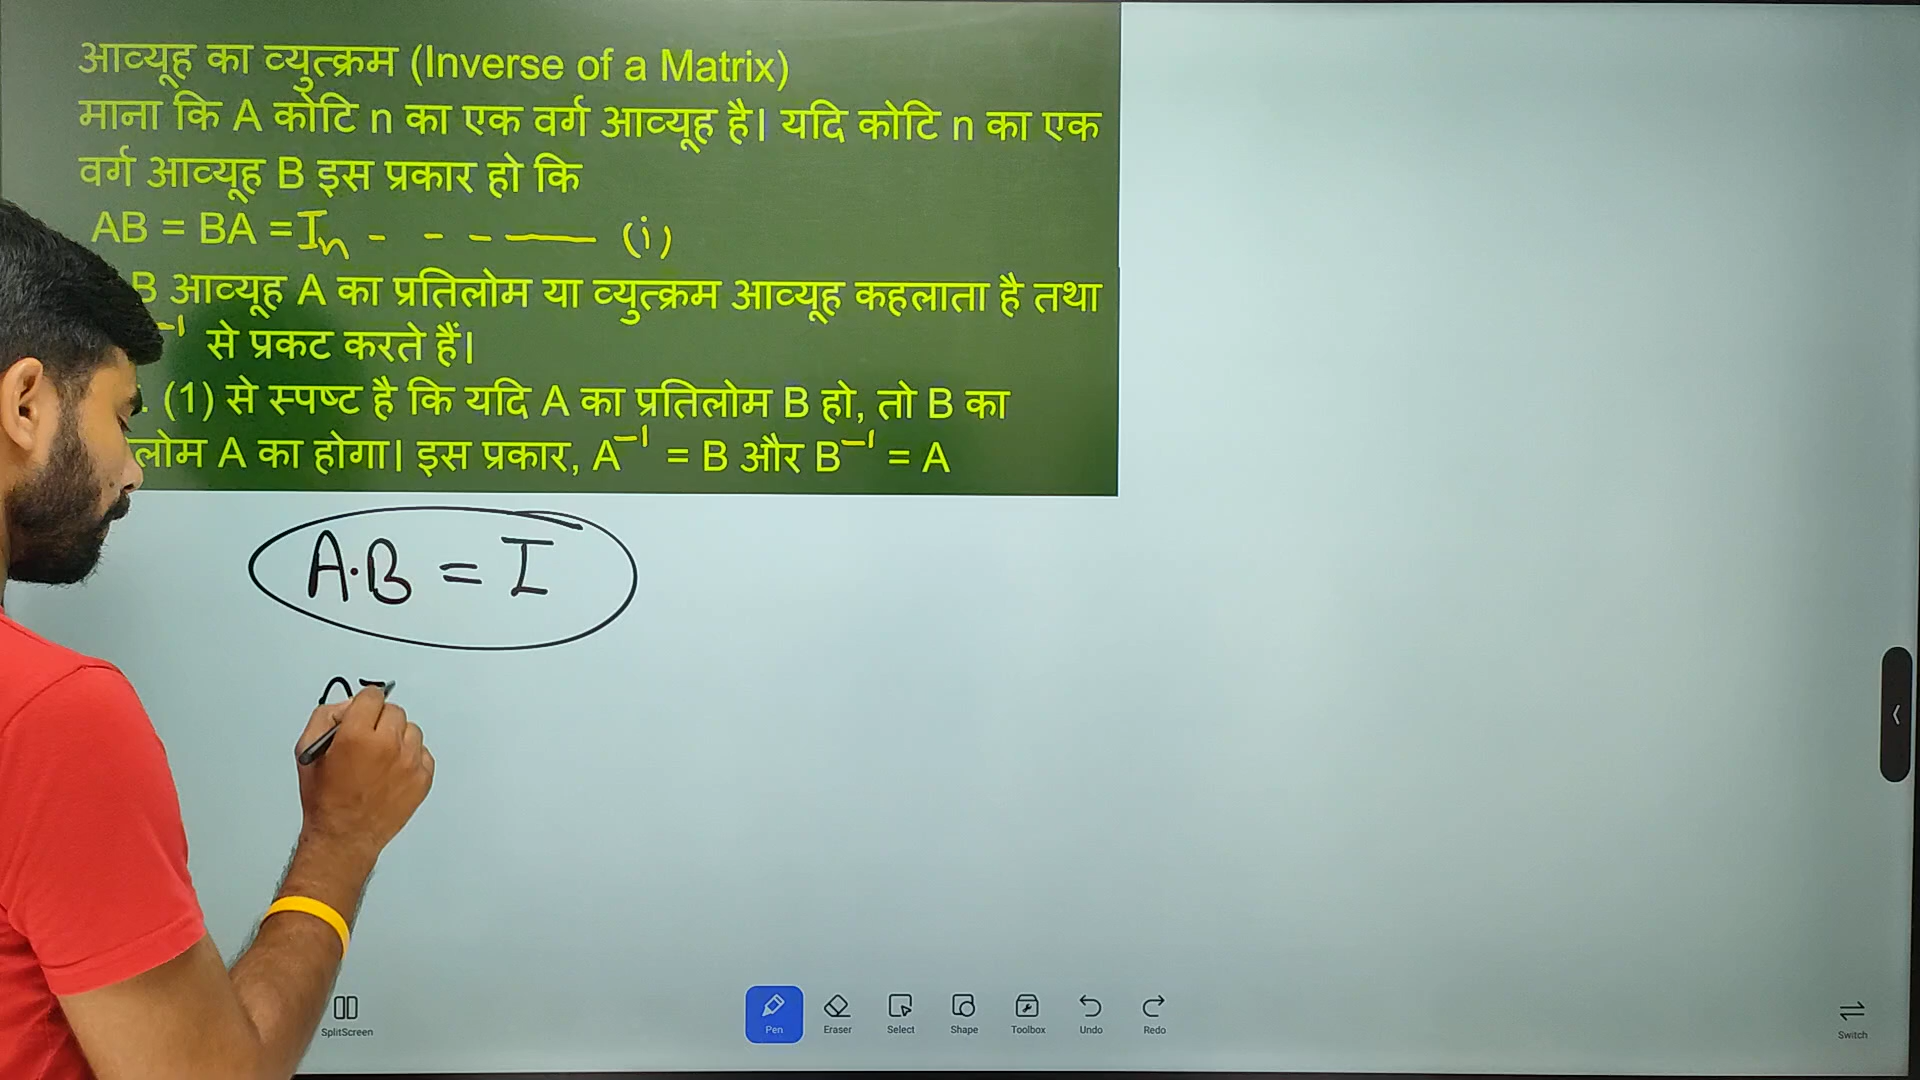 आव्यूह का व्युत्क्रम (Inverse of a Matrix)
माना कि A कोटि n का एक वर्ग आव्यूह है। यदि कोटि n का एक
वर्ग आव्यूह B इस प्रकार हो कि
AB = BA = Iₙ - - - — (i)
B आव्यूह A का प्रतिलोम या व्युत्क्रम आव्यूह कहलाता है तथा
⁻¹ से प्रकट करते हैं।
. (1) से स्पष्ट है कि यदि A का प्रतिलोम B हो, तो B का
लोम A का होगा। इस प्रकार, A⁻¹ = B और B⁻¹ = A
A·B = I
SplitScreen
Pen Eraser Select Shape Toolbox Undo Redo
Switch